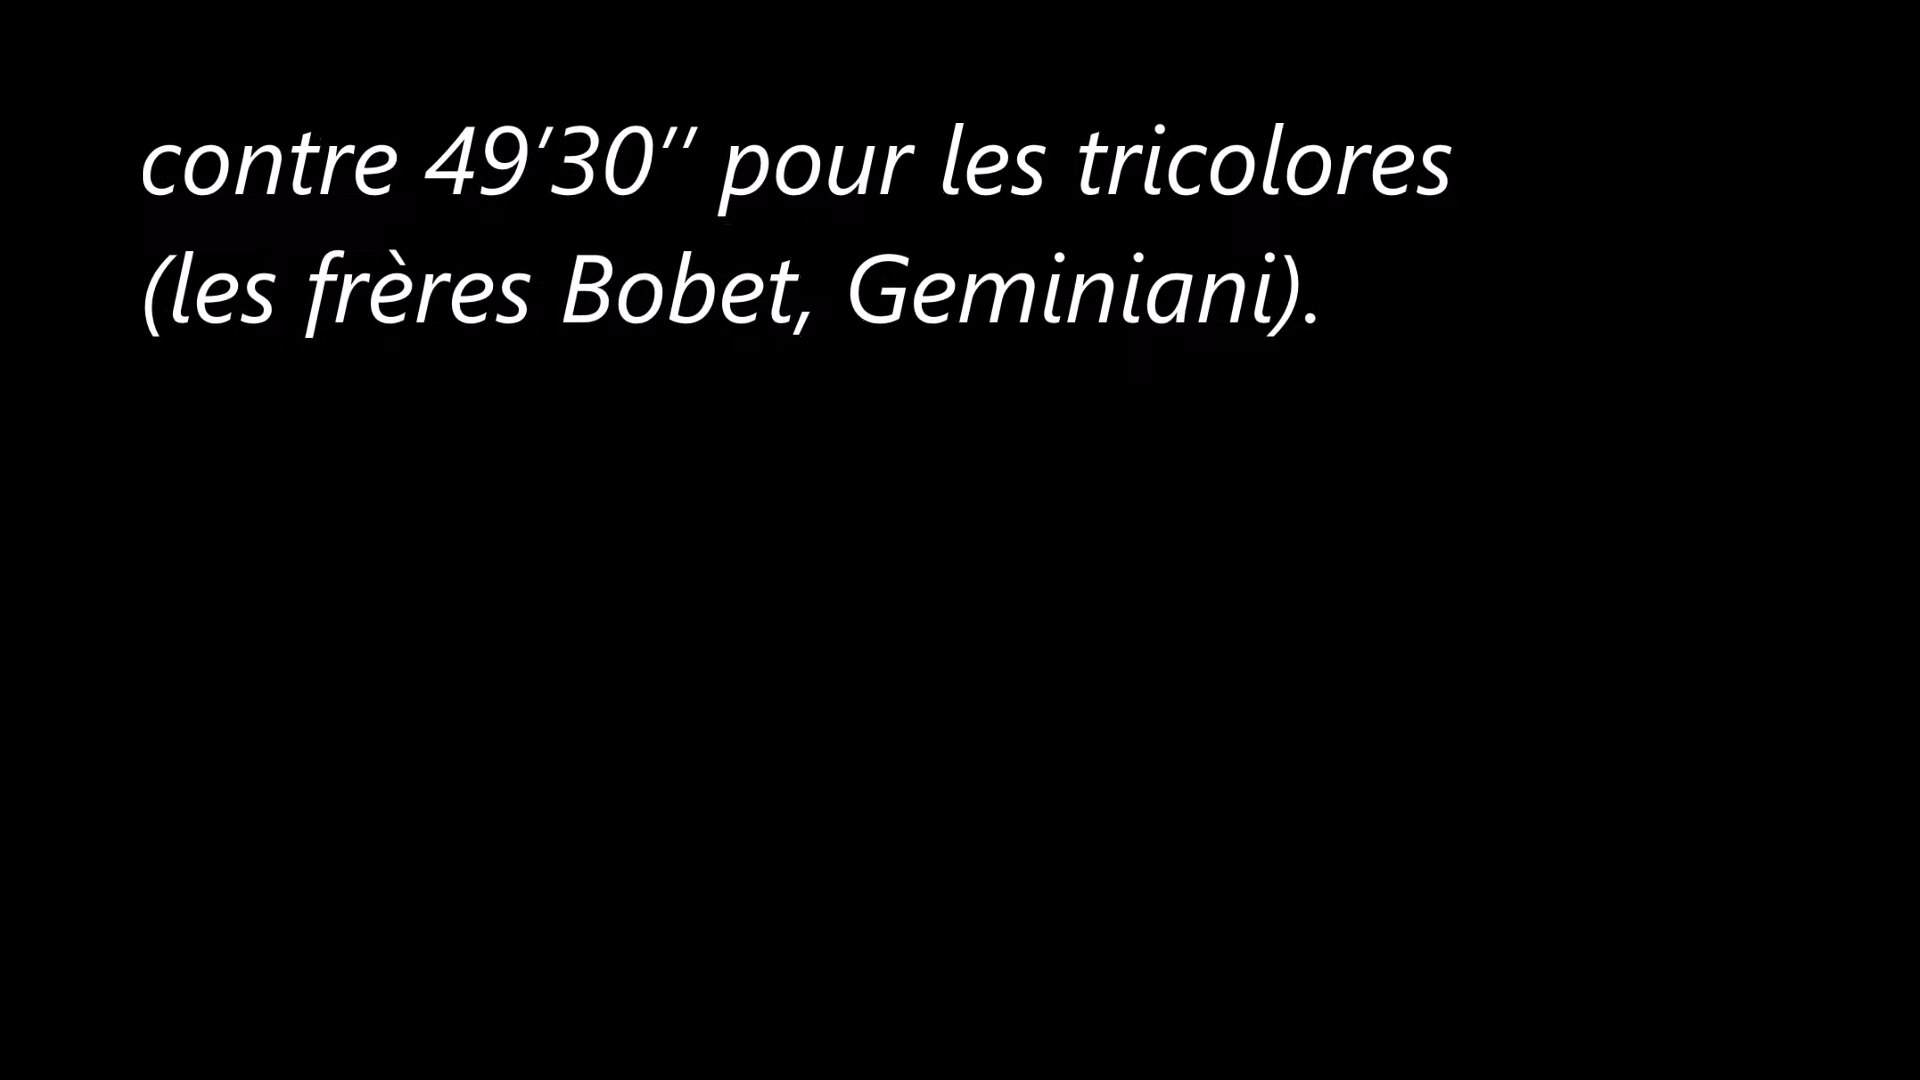 contre 49’30’’ pour les tricolores
(les frères Bobet, Geminiani).